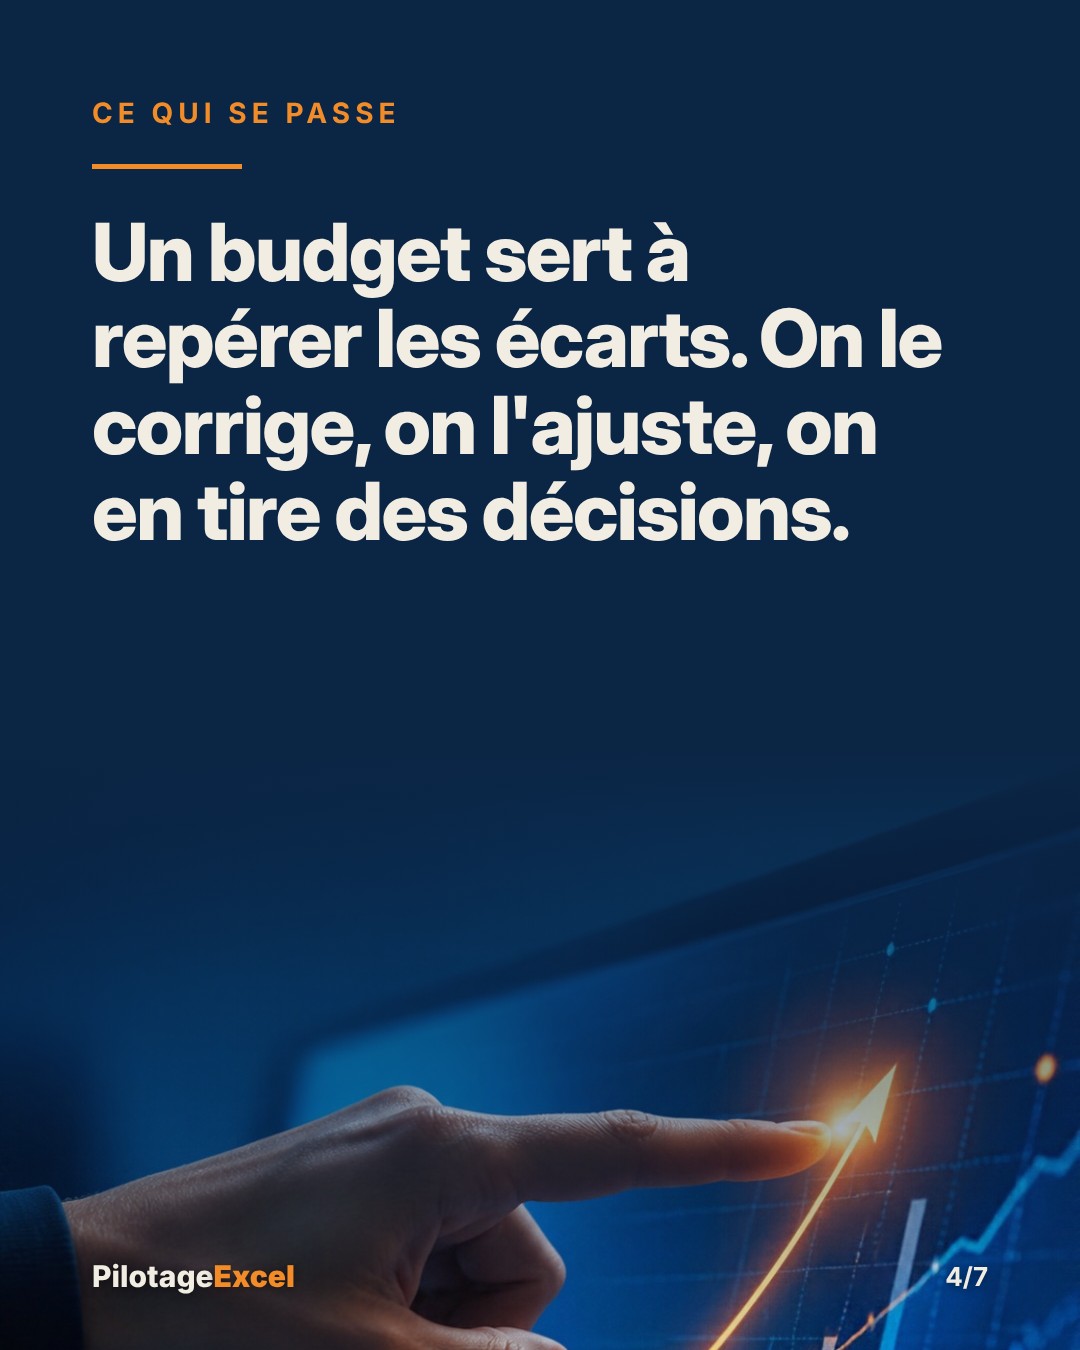 CE QUI SE PASSE
Un budget sert à
repérer les écarts. On le
corrige, on l'ajuste, on
en tire des décisions.
PilotageExcel
4/7